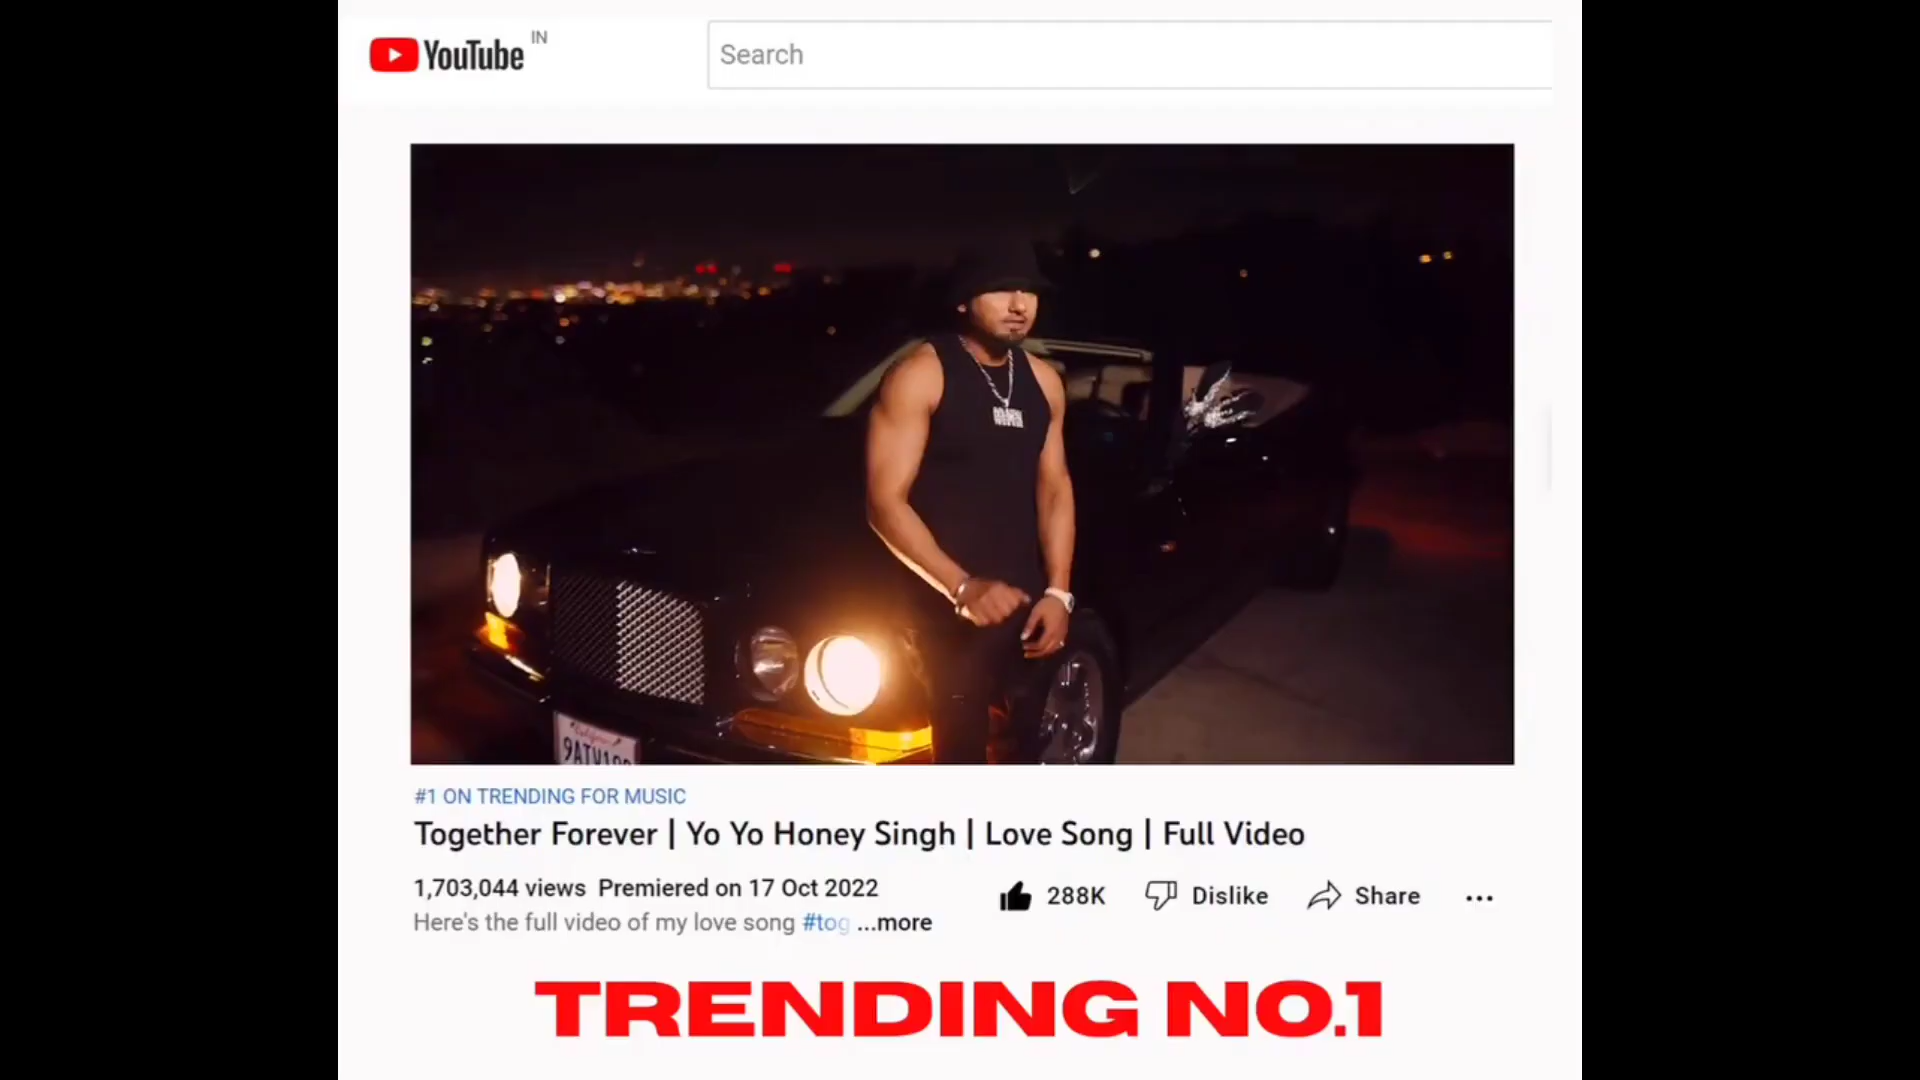 YouTube IN
Search
#1 ON TRENDING FOR MUSIC
Together Forever | Yo Yo Honey Singh | Love Song | Full Video
1,703,044 views Premiered on 17 Oct 2022
288K Dislike Share ...
Here's the full video of my love song #tog ...more
TRENDING NO.1